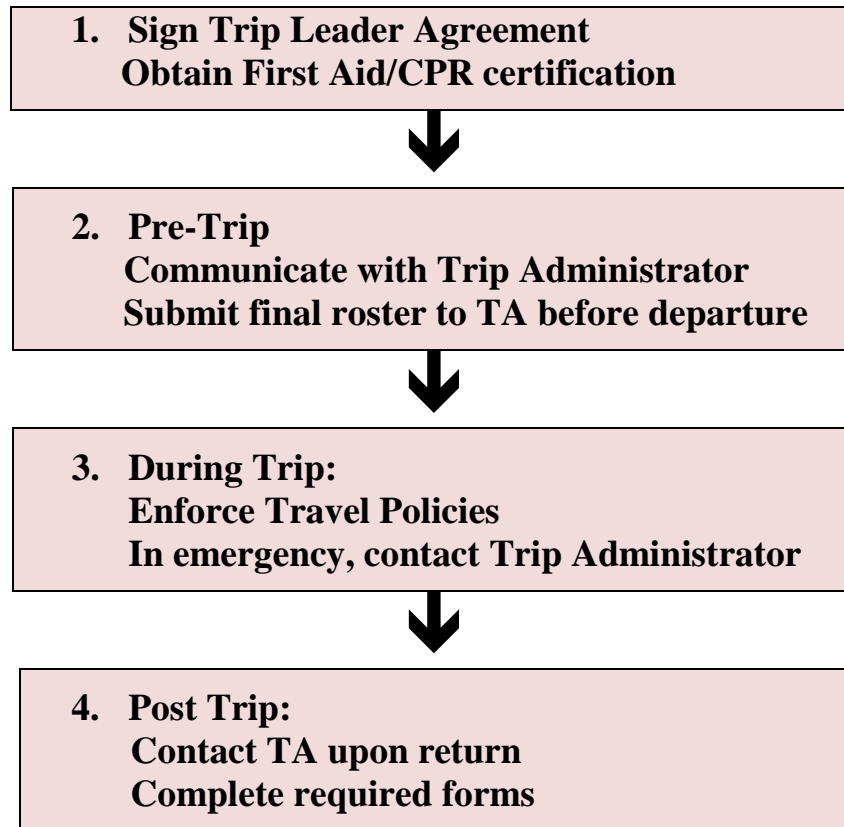 1. Sign Trip Leader Agreement
Obtain First Aid/CPR certification
2. Pre-Trip
Communicate with Trip Administrator
Submit final roster to TA before departure
3. During Trip:
Enforce Travel Policies
In emergency, contact Trip Administrator
4. Post Trip:
Contact TA upon return
Complete required forms